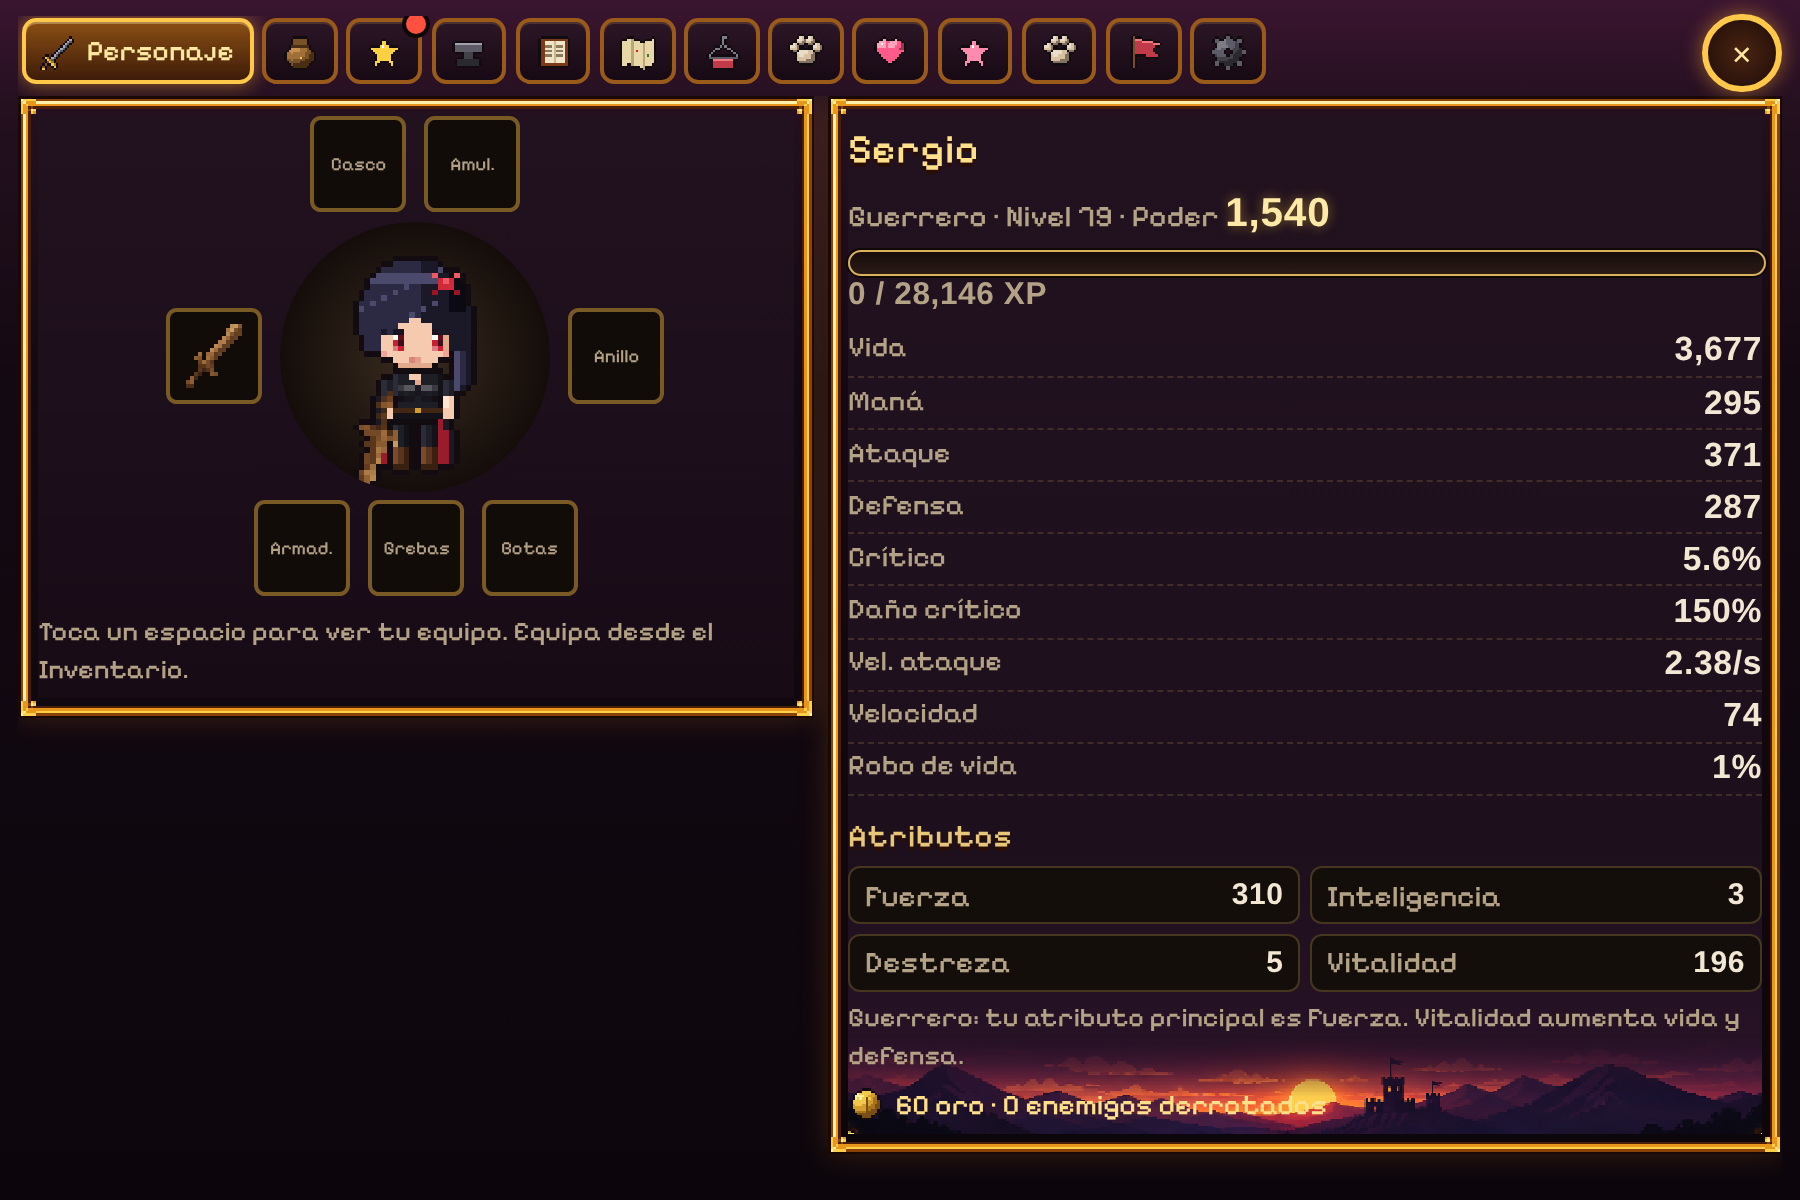 Personaje
×
Casco
Amul.
Anillo
Armad.
Grebas
Botas
Toca un espacio para ver tu equipo. Equipa desde el
Inventario.
Sergio
Guerrero · Nivel 79 · Poder 1,540
0 / 28,146 XP
Vida 3,677
Maná 295
Ataque 371
Defensa 287
Crítico 5.6%
Daño crítico 150%
Vel. ataque 2.38/s
Velocidad 74
Robo de vida 1%
Atributos
Fuerza 310
Inteligencia 3
Destreza 5
Vitalidad 196
Guerrero: tu atributo principal es Fuerza. Vitalidad aumenta vida y
defensa.
60 oro · 0 enemigos derrotados